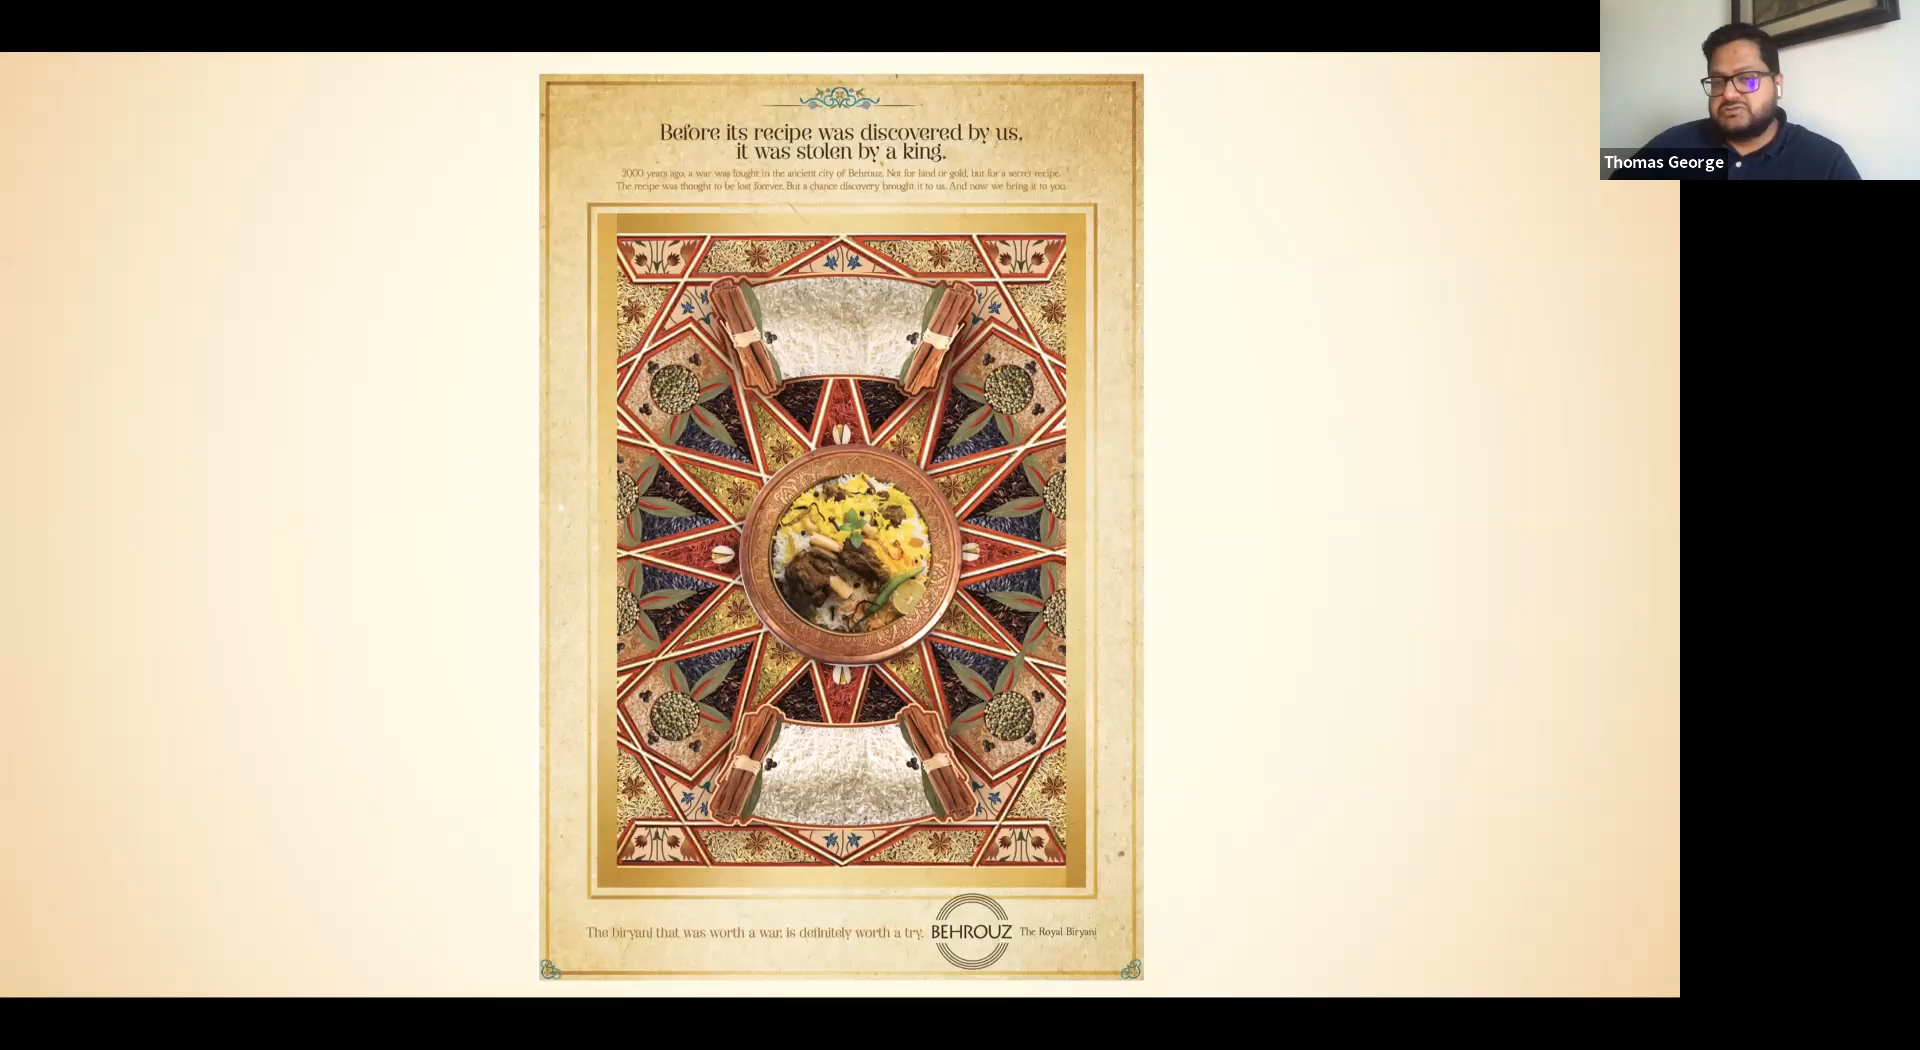 Before its recipe was discovered by us,
it was stolen by a king.
2000 years ago, a war was fought in the ancient city of Behrouz. Not for land or gold, but for a secret recipe.
The recipe was thought to be lost forever. But a chance discovery brought it to us. And now we bring it to you.
The biryani that was worth a war, is definitely worth a try.
BEHROUZ
The Royal Biryani
Thomas George